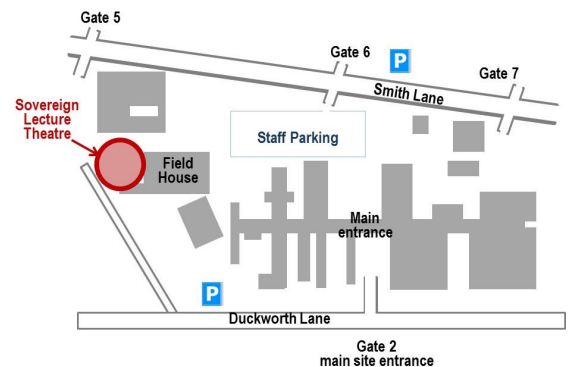 Gate 5
Gate 6
P
Gate 7
Smith Lane
Sovereign
Lecture
Theatre
Staff Parking
Field
House
Main
entrance
P
Duckworth Lane
Gate 2
main site entrance